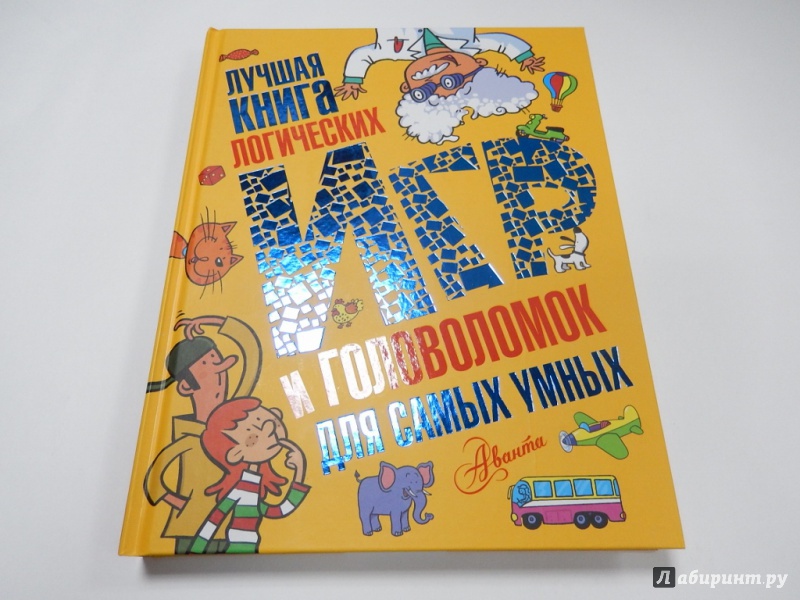 ЛУЧШАЯ
КНИГА
ЛОГИЧЕСКИХ
ИГР
и ГОЛОВОЛОМОК
ДЛЯ САМЫХ УМНЫХ
Аванта
Лабиринт.ру